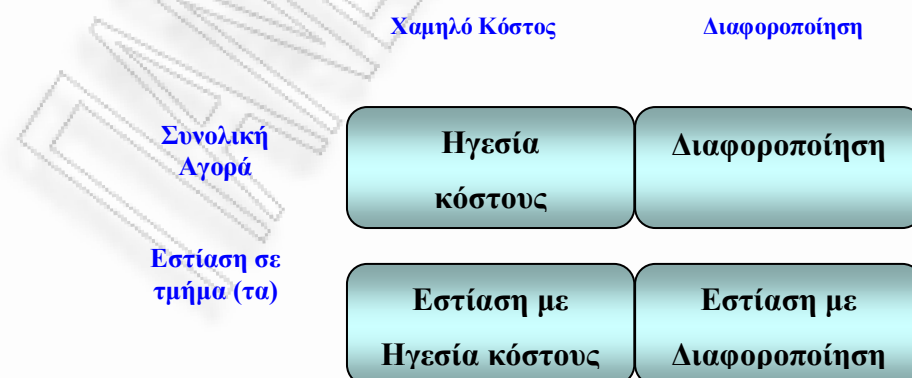 Χαμηλό Κόστος Διαφοροποίηση
Συνολική
Αγορά
Ηγεσία
κόστους
Διαφοροποίηση
Εστίαση σε
τμήμα (τα)
Εστίαση με
Ηγεσία κόστους
Εστίαση με
Διαφοροποίηση